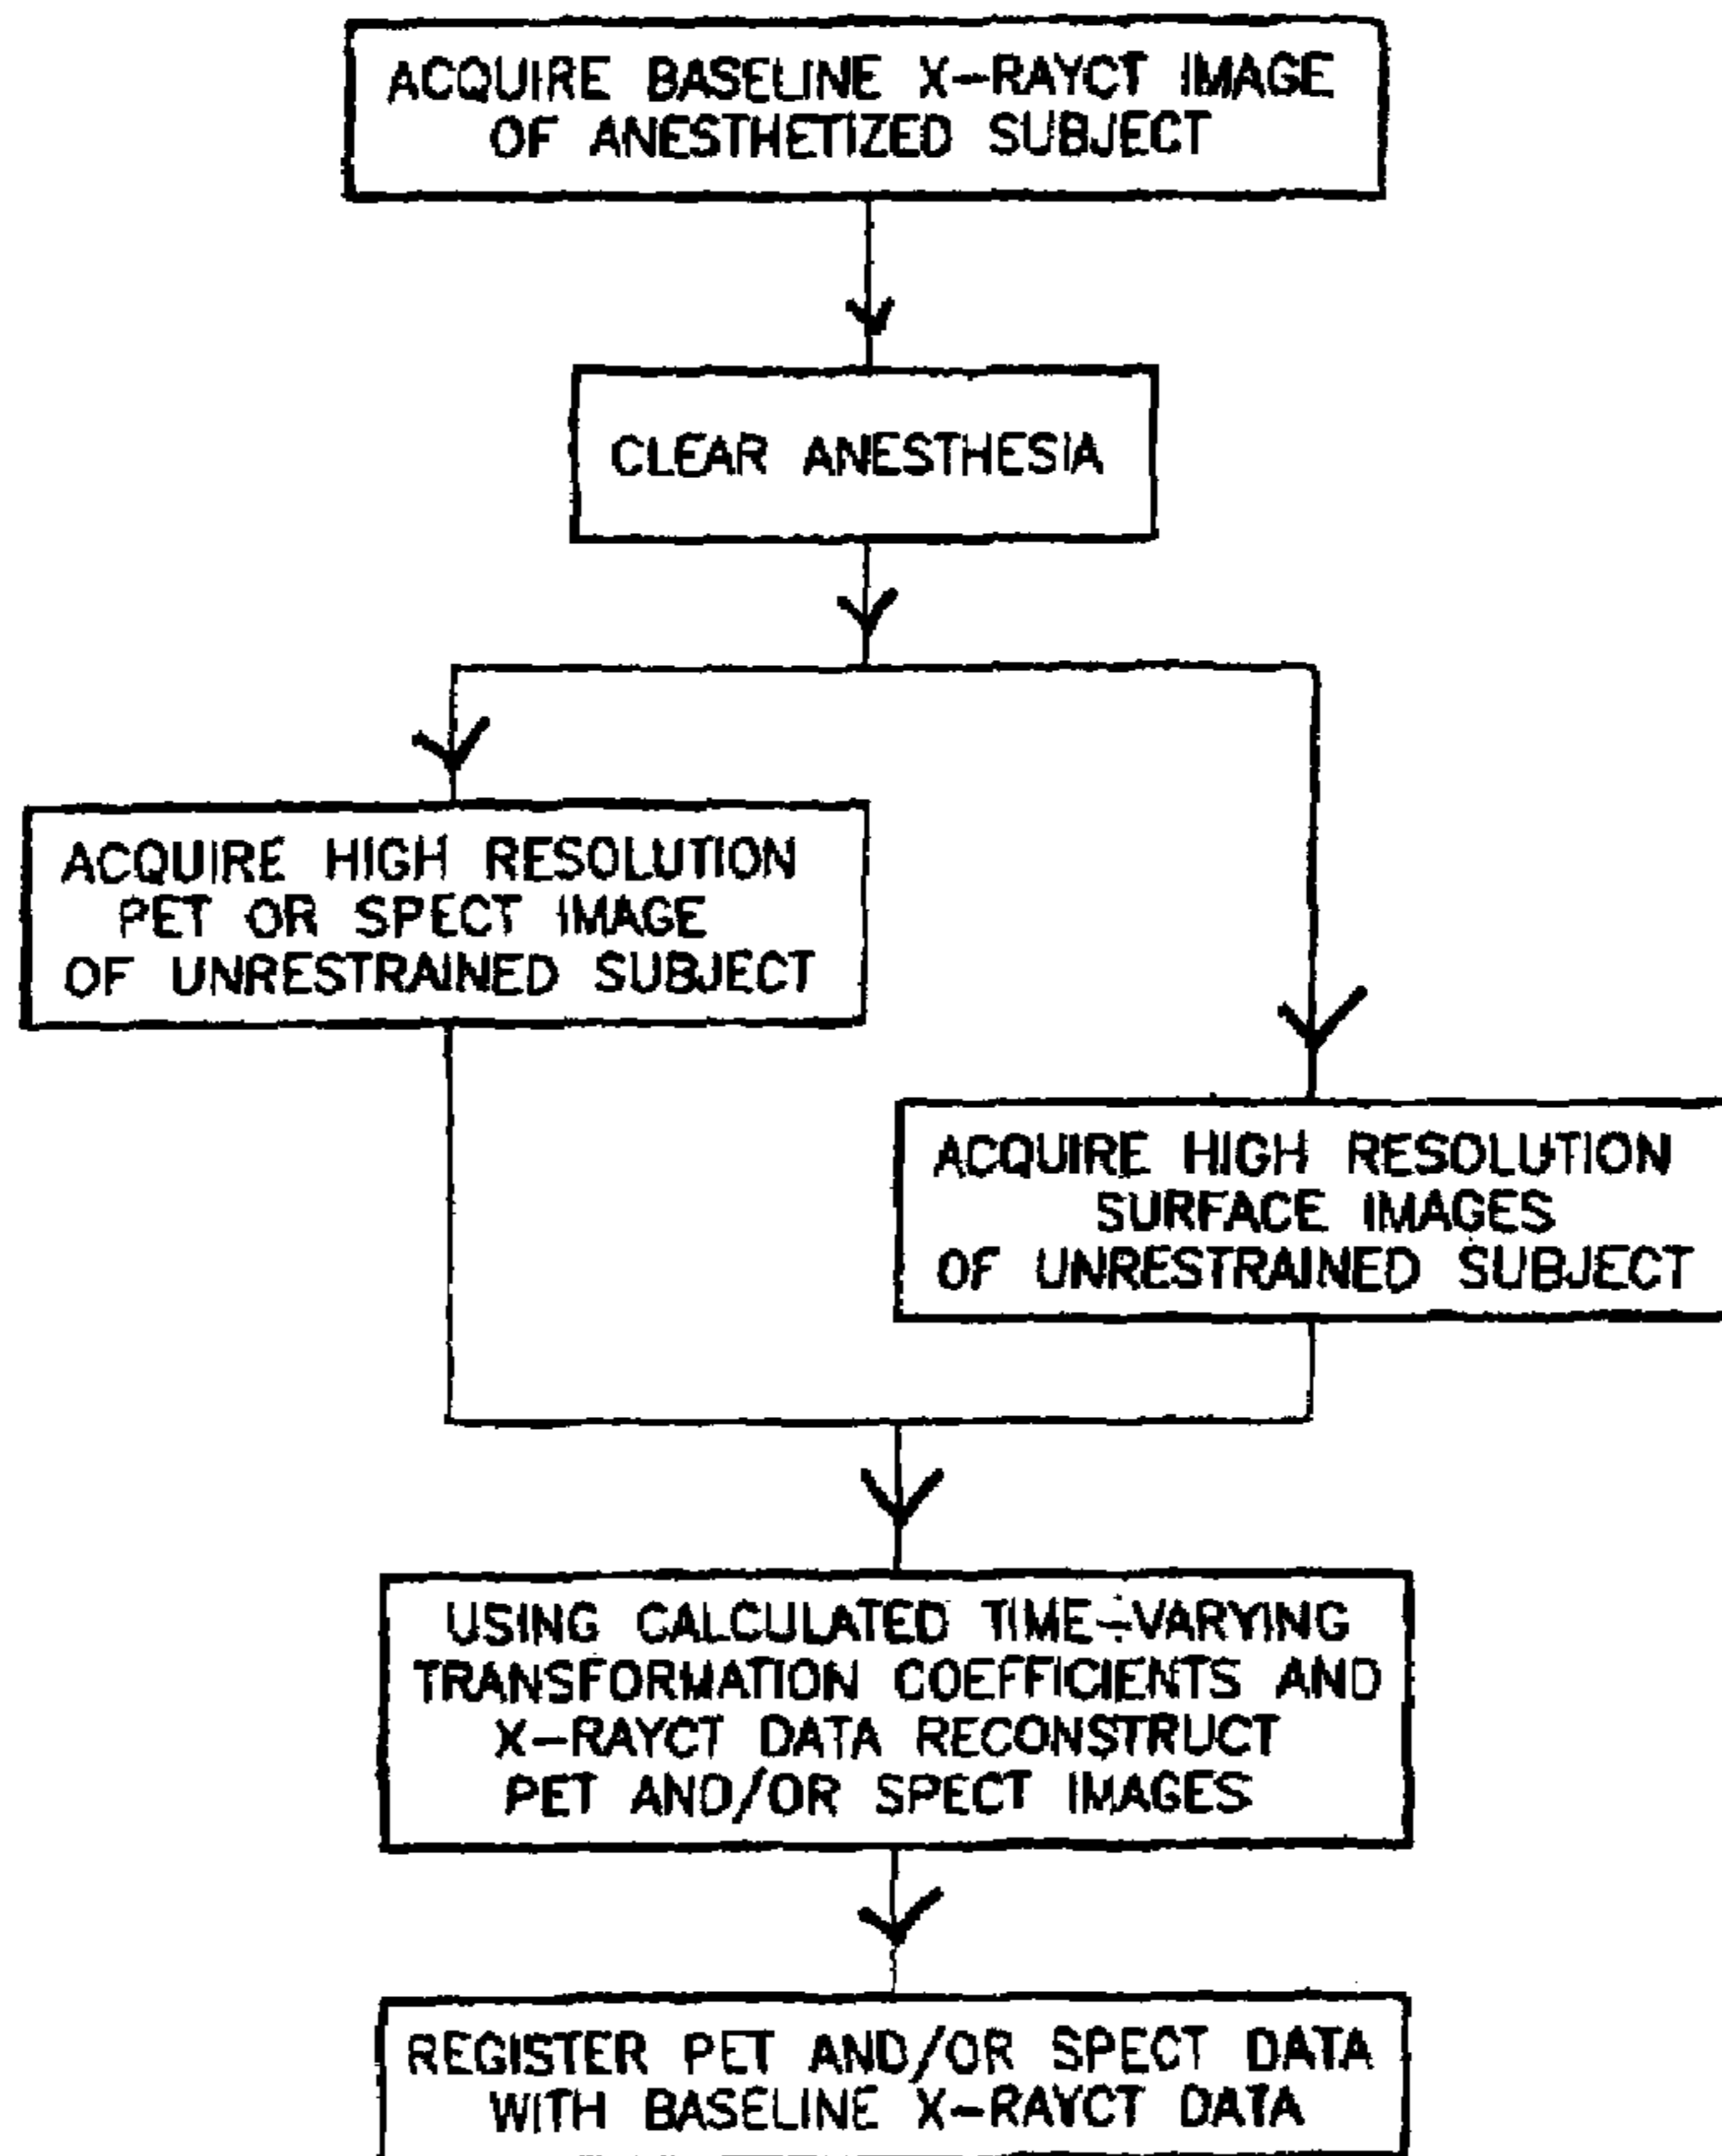 ACQUIRE BASELINE X-RAYCT IMAGE
OF ANESTHETIZED SUBJECT
CLEAR ANESTHESIA
ACQUIRE HIGH RESOLUTION
PET OR SPECT IMAGE
OF UNRESTRAINED SUBJECT
ACQUIRE HIGH RESOLUTION
SURFACE IMAGES
OF UNRESTRAINED SUBJECT
USING CALCULATED TIME-VARYING
TRANSFORMATION COEFFICIENTS AND
X-RAYCT DATA RECONSTRUCT
PET AND/OR SPECT IMAGES
REGISTER PET AND/OR SPECT DATA
WITH BASELINE X-RAYCT DATA